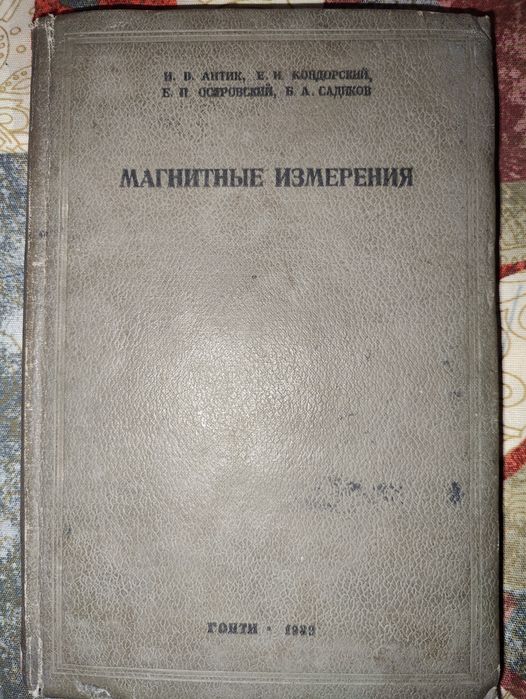 И. В. АНТИК, Е. И. КОНДОРСКИЙ,
Е. П. ОСТРОВСКИЙ, Б. А. САДИКОВ
МАГНИТНЫЕ ИЗМЕРЕНИЯ
ГОНТИ • 1939